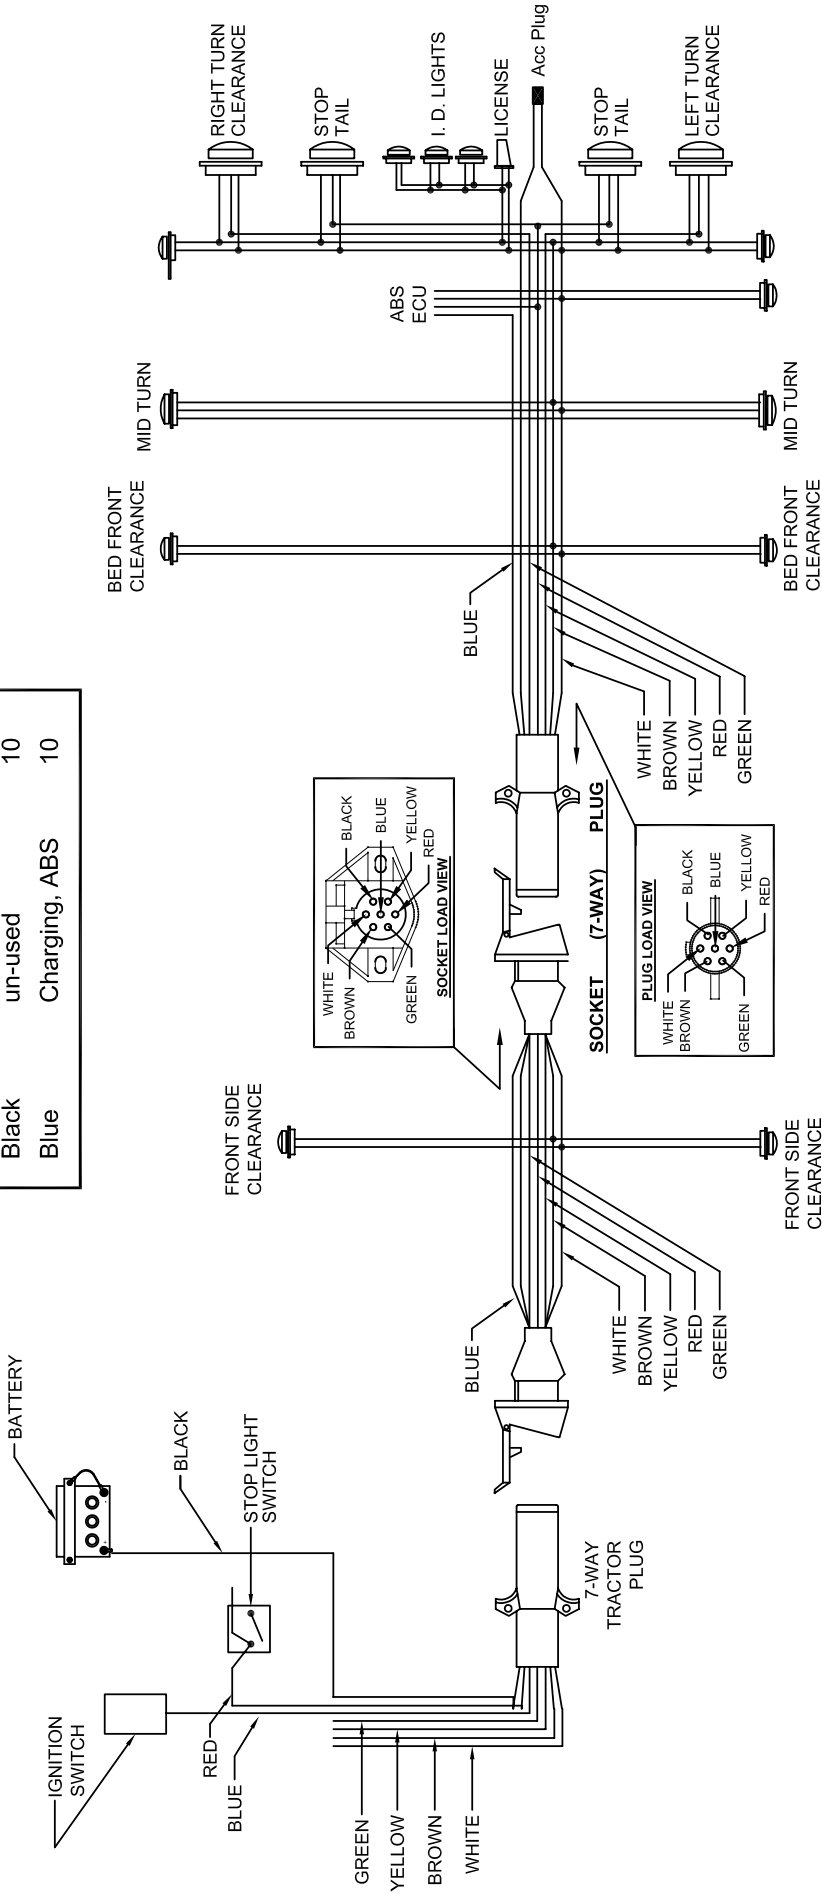 Black un-used 10
Blue Charging, ABS 10
IGNITION
SWITCH
BATTERY
BLACK
STOP LIGHT
SWITCH
RED
BLUE
GREEN
YELLOW
BROWN
WHITE
7-WAY
TRACTOR
PLUG
BLUE
WHITE
BROWN
YELLOW
RED
GREEN
FRONT SIDE
CLEARANCE
FRONT SIDE
CLEARANCE
WHITE
BROWN
GREEN
BLACK
BLUE
YELLOW
RED
SOCKET LOAD VIEW
SOCKET (7-WAY) PLUG
PLUG LOAD VIEW
WHITE
BROWN
GREEN
BLACK
BLUE
YELLOW
RED
BLUE
WHITE
BROWN
YELLOW
RED
GREEN
BED FRONT
CLEARANCE
BED FRONT
CLEARANCE
MID TURN
MID TURN
ABS
ECU
RIGHT TURN
CLEARANCE
STOP
TAIL
I. D. LIGHTS
LICENSE
Acc Plug
STOP
TAIL
LEFT TURN
CLEARANCE